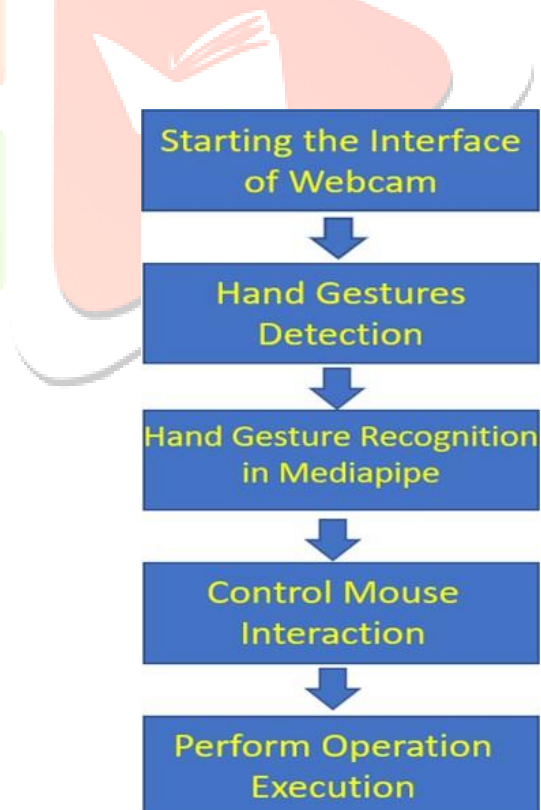 Starting the Interface
of Webcam
Hand Gestures
Detection
Hand Gesture Recognition
in Mediapipe
Control Mouse
Interaction
Perform Operation
Execution